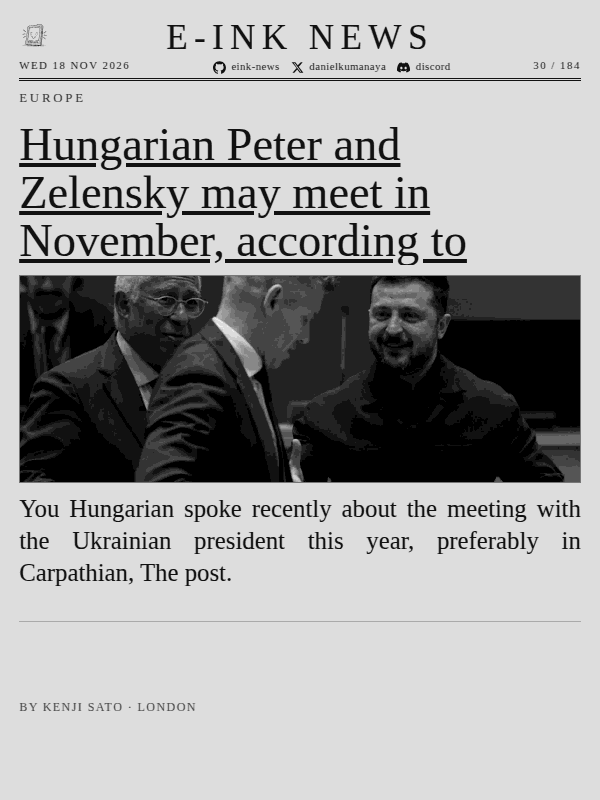 E-INK NEWS
WED 18 NOV 2026
eink-news danielkumanaya discord
30 / 184
EUROPE
Hungarian Peter and
Zelensky may meet in
November, according to
You Hungarian spoke recently about the meeting with
the Ukrainian president this year, preferably in
Carpathian, The post.
BY KENJI SATO · LONDON